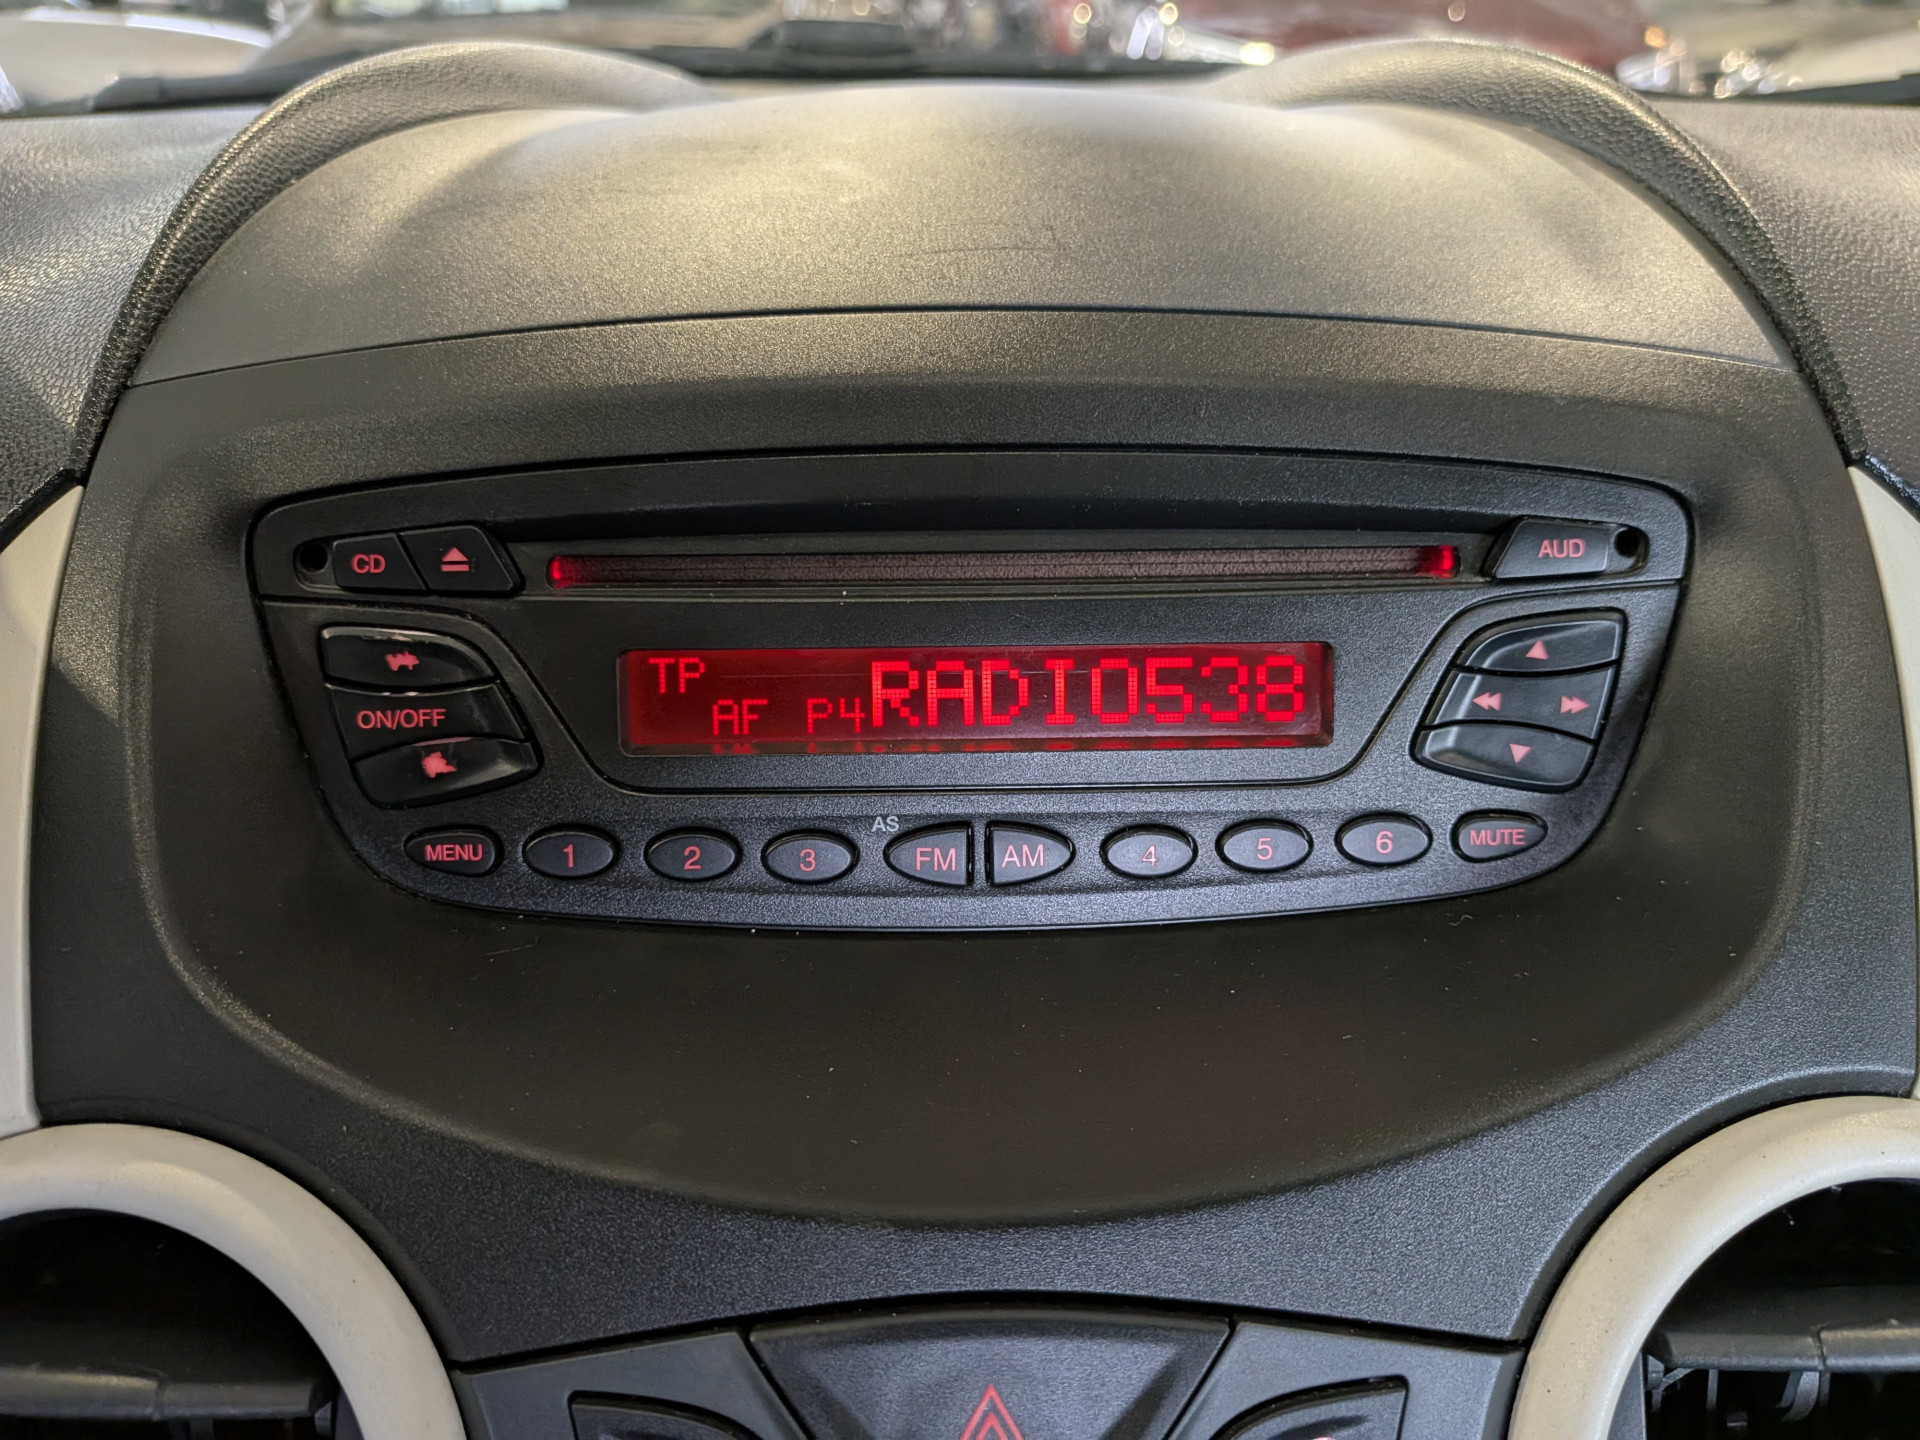 CD
AUD
TP
AF P4 RADIO538
ON/OFF
AS
MENU 1 2 3 FM AM 4 5 6 MUTE